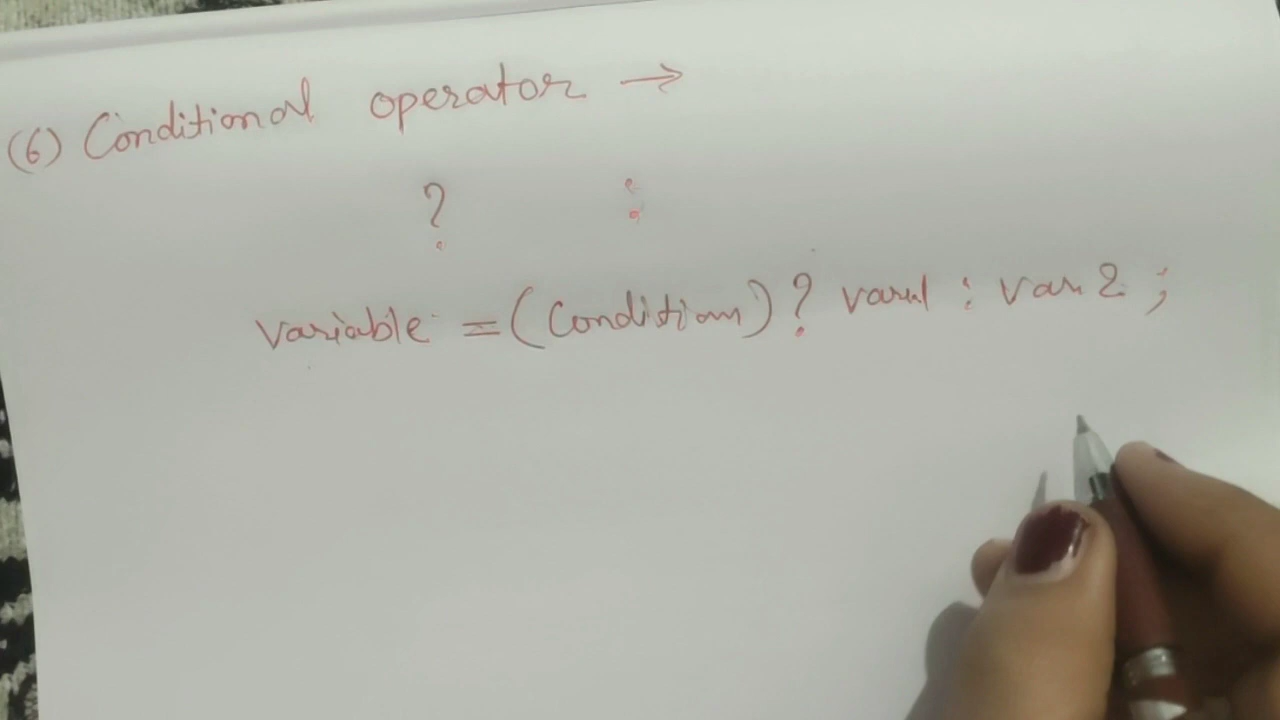 (6) Conditional operator →
? :
variable = (Condition) ? var1 : var2 ;